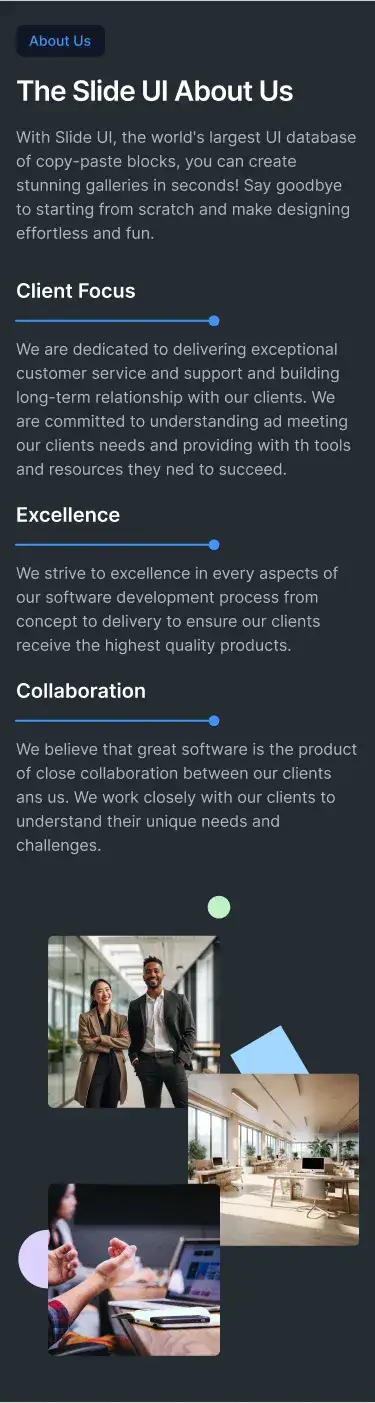 About Us
The Slide UI About Us
With Slide UI, the world's largest UI database
of copy-paste blocks, you can create
stunning galleries in seconds! Say goodbye
to starting from scratch and make designing
effortless and fun.
Client Focus
We are dedicated to delivering exceptional
customer service and support and building
long-term relationship with our clients. We
are committed to understanding ad meeting
our clients needs and providing with th tools
and resources they ned to succeed.
Excellence
We strive to excellence in every aspects of
our software development process from
concept to delivery to ensure our clients
receive the highest quality products.
Collaboration
We believe that great software is the product
of close collaboration between our clients
ans us. We work closely with our clients to
understand their unique needs and
challenges.